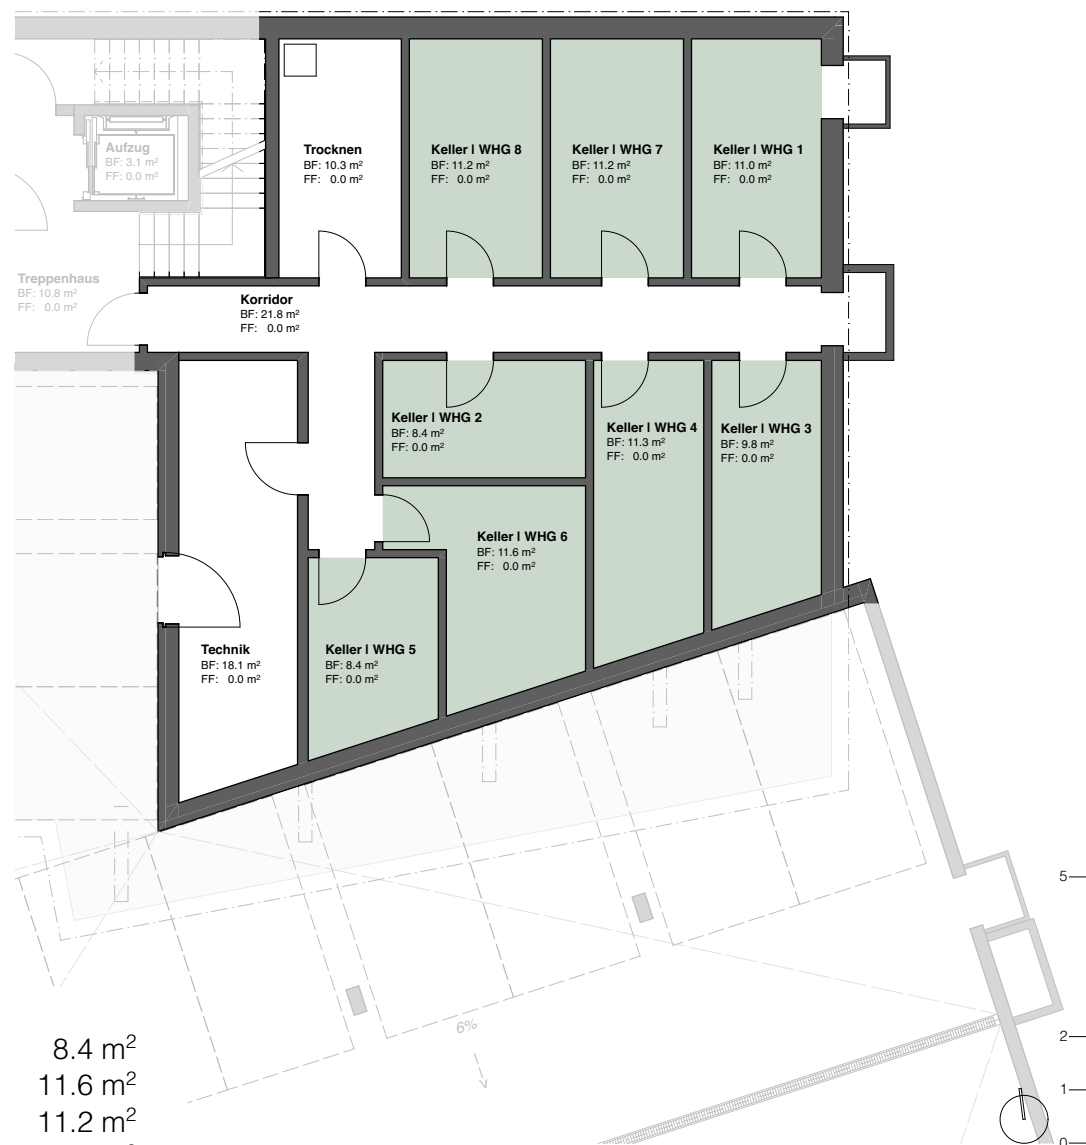 Aufzug
BF: 3.1 m²
FF: 0.0 m²
Trocknen
BF: 10.3 m²
FF: 0.0 m²
Keller | WHG 8
BF: 11.2 m²
FF: 0.0 m²
Keller | WHG 7
BF: 11.2 m²
FF: 0.0 m²
Keller | WHG 1
BF: 11.0 m²
FF: 0.0 m²
Treppenhaus
BF: 10.8 m²
FF: 0.0 m²
Korridor
BF: 21.8 m²
FF: 0.0 m²
Keller | WHG 2
BF: 8.4 m²
FF: 0.0 m²
Keller | WHG 4
BF: 11.3 m²
FF: 0.0 m²
Keller | WHG 3
BF: 9.8 m²
FF: 0.0 m²
Keller | WHG 6
BF: 11.6 m²
FF: 0.0 m²
Technik
BF: 18.1 m²
FF: 0.0 m²
Keller | WHG 5
BF: 8.4 m²
FF: 0.0 m²
5
6%
8.4 m²
11.6 m²
11.2 m²
2
1
0